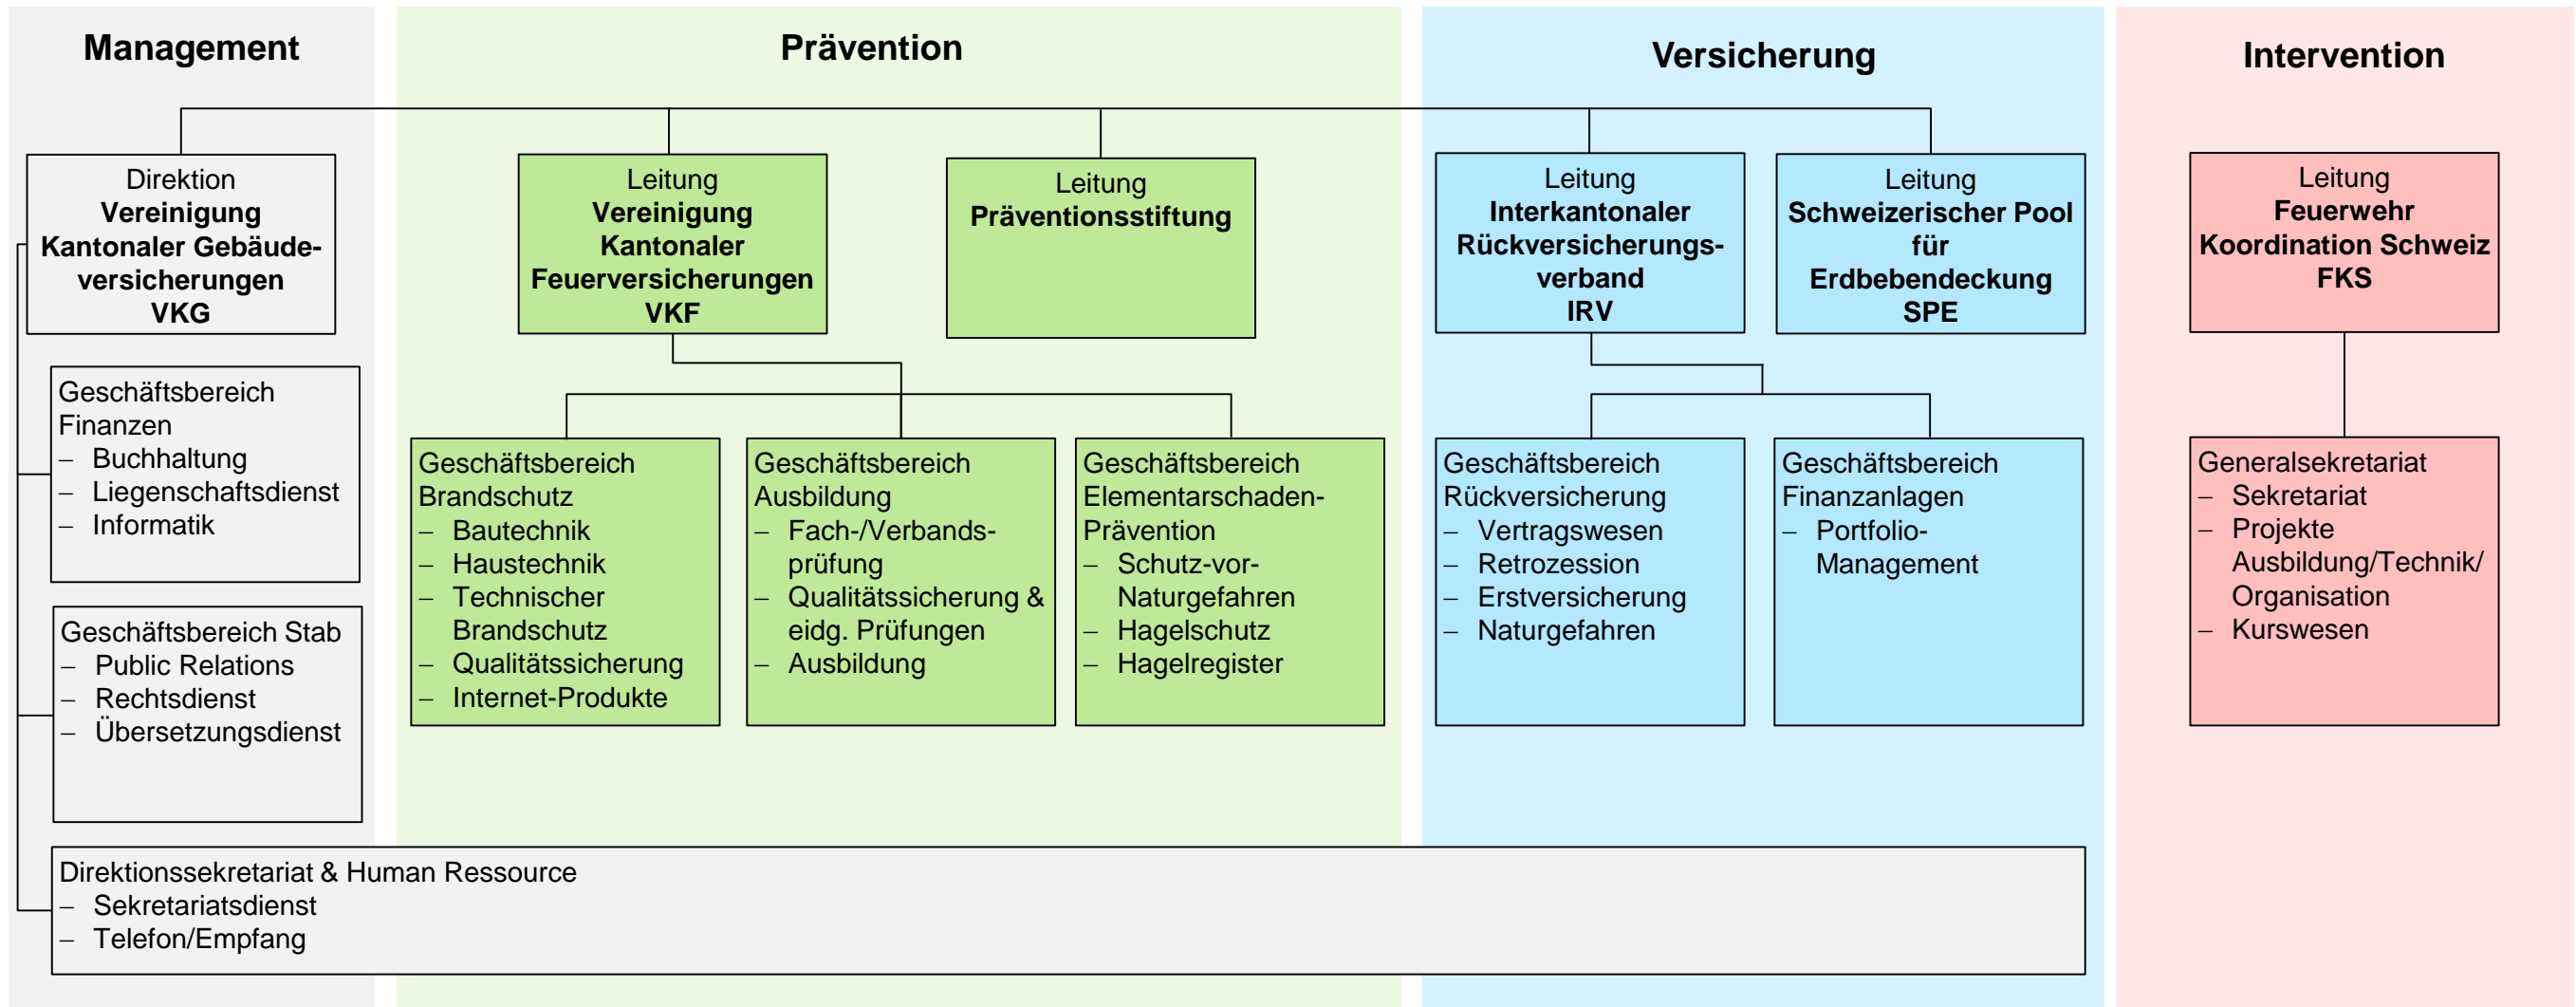 Management
Prävention
Versicherung
Intervention
Direktion
Vereinigung
Kantonaler Gebäude-
versicherungen
VKG
Leitung
Vereinigung
Kantonaler
Feuerversicherungen
VKF
Leitung
Präventionsstiftung
Leitung
Interkantonaler
Rückversicherungs-
verband
IRV
Leitung
Schweizerischer Pool
für
Erdbebendeckung
SPE
Leitung
Feuerwehr
Koordination Schweiz
FKS
Geschäftsbereich
Finanzen
– Buchhaltung
– Liegenschaftsdienst
– Informatik
Geschäftsbereich Stab
– Public Relations
– Rechtsdienst
– Übersetzungsdienst
Geschäftsbereich
Brandschutz
– Bautechnik
– Haustechnik
– Technischer
Brandschutz
– Qualitätssicherung
– Internet-Produkte
Geschäftsbereich
Ausbildung
– Fach-/Verbands-
prüfung
– Qualitätssicherung &
eidg. Prüfungen
– Ausbildung
Geschäftsbereich
Elementarschaden-
Prävention
– Schutz-vor-
Naturgefahren
– Hagelschutz
– Hagelregister
Geschäftsbereich
Rückversicherung
– Vertragswesen
– Retrozession
– Erstversicherung
– Naturgefahren
Geschäftsbereich
Finanzanlagen
– Portfolio-
Management
Generalsekretariat
– Sekretariat
– Projekte
Ausbildung/Technik/
Organisation
– Kurswesen
Direktionssekretariat & Human Ressource
– Sekretariatsdienst
– Telefon/Empfang